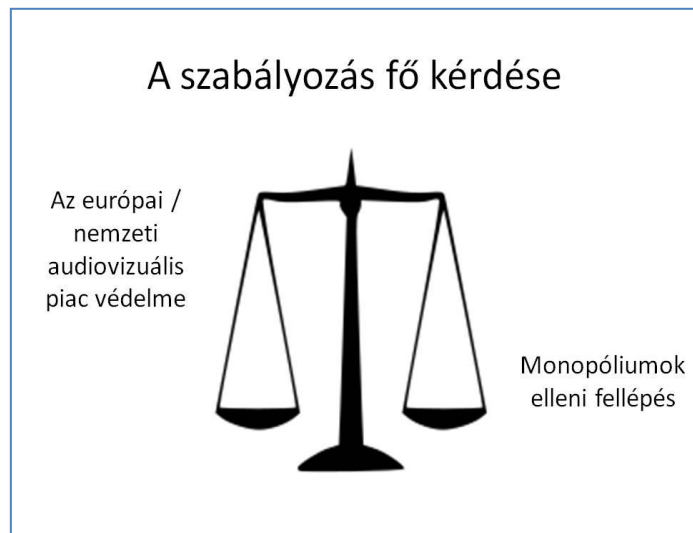 A szabályozás fő kérdése
Az európai /
nemzeti
audiovizuális
piac védelme
Monopóliumok
elleni fellépés